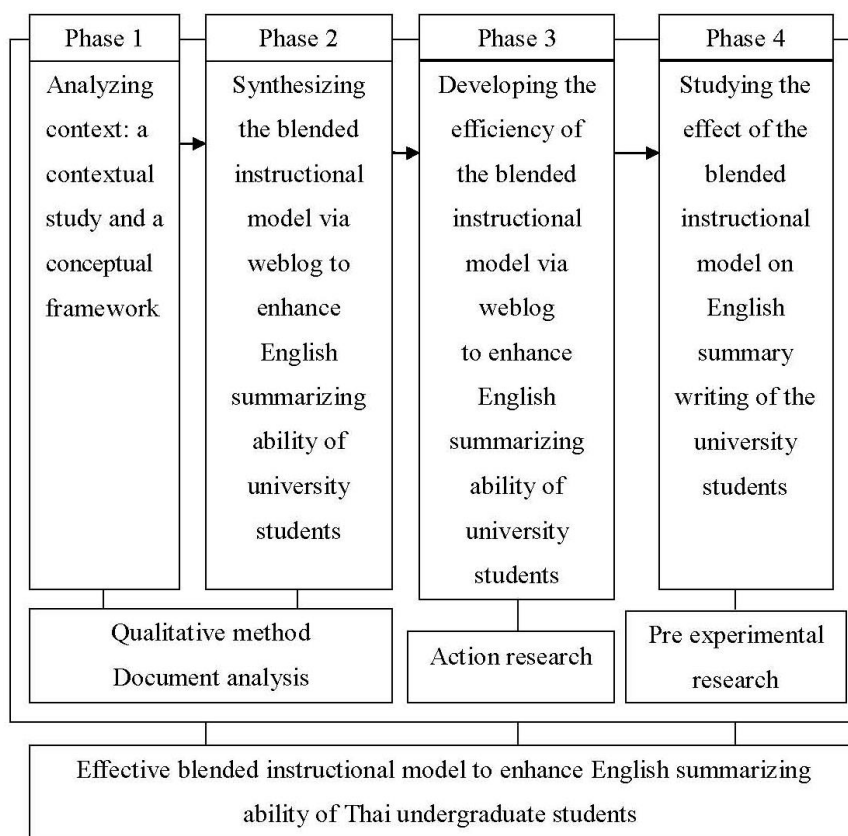 Phase 1
Analyzing
context: a
contextual
study and a
conceptual
framework
Phase 2
Synthesizing
the blended
instructional
model via
weblog to
enhance
English
summarizing
ability of
university
students
Phase 3
Developing the
efficiency of
the blended
instructional
model via
weblog
to enhance
English
summarizing
ability of
university
students
Phase 4
Studying the
effect of the
blended
instructional
model on
English
summary
writing of the
university
students
Qualitative method
Document analysis
Action research
Pre experimental
research
Effective blended instructional model to enhance English summarizing
ability of Thai undergraduate students